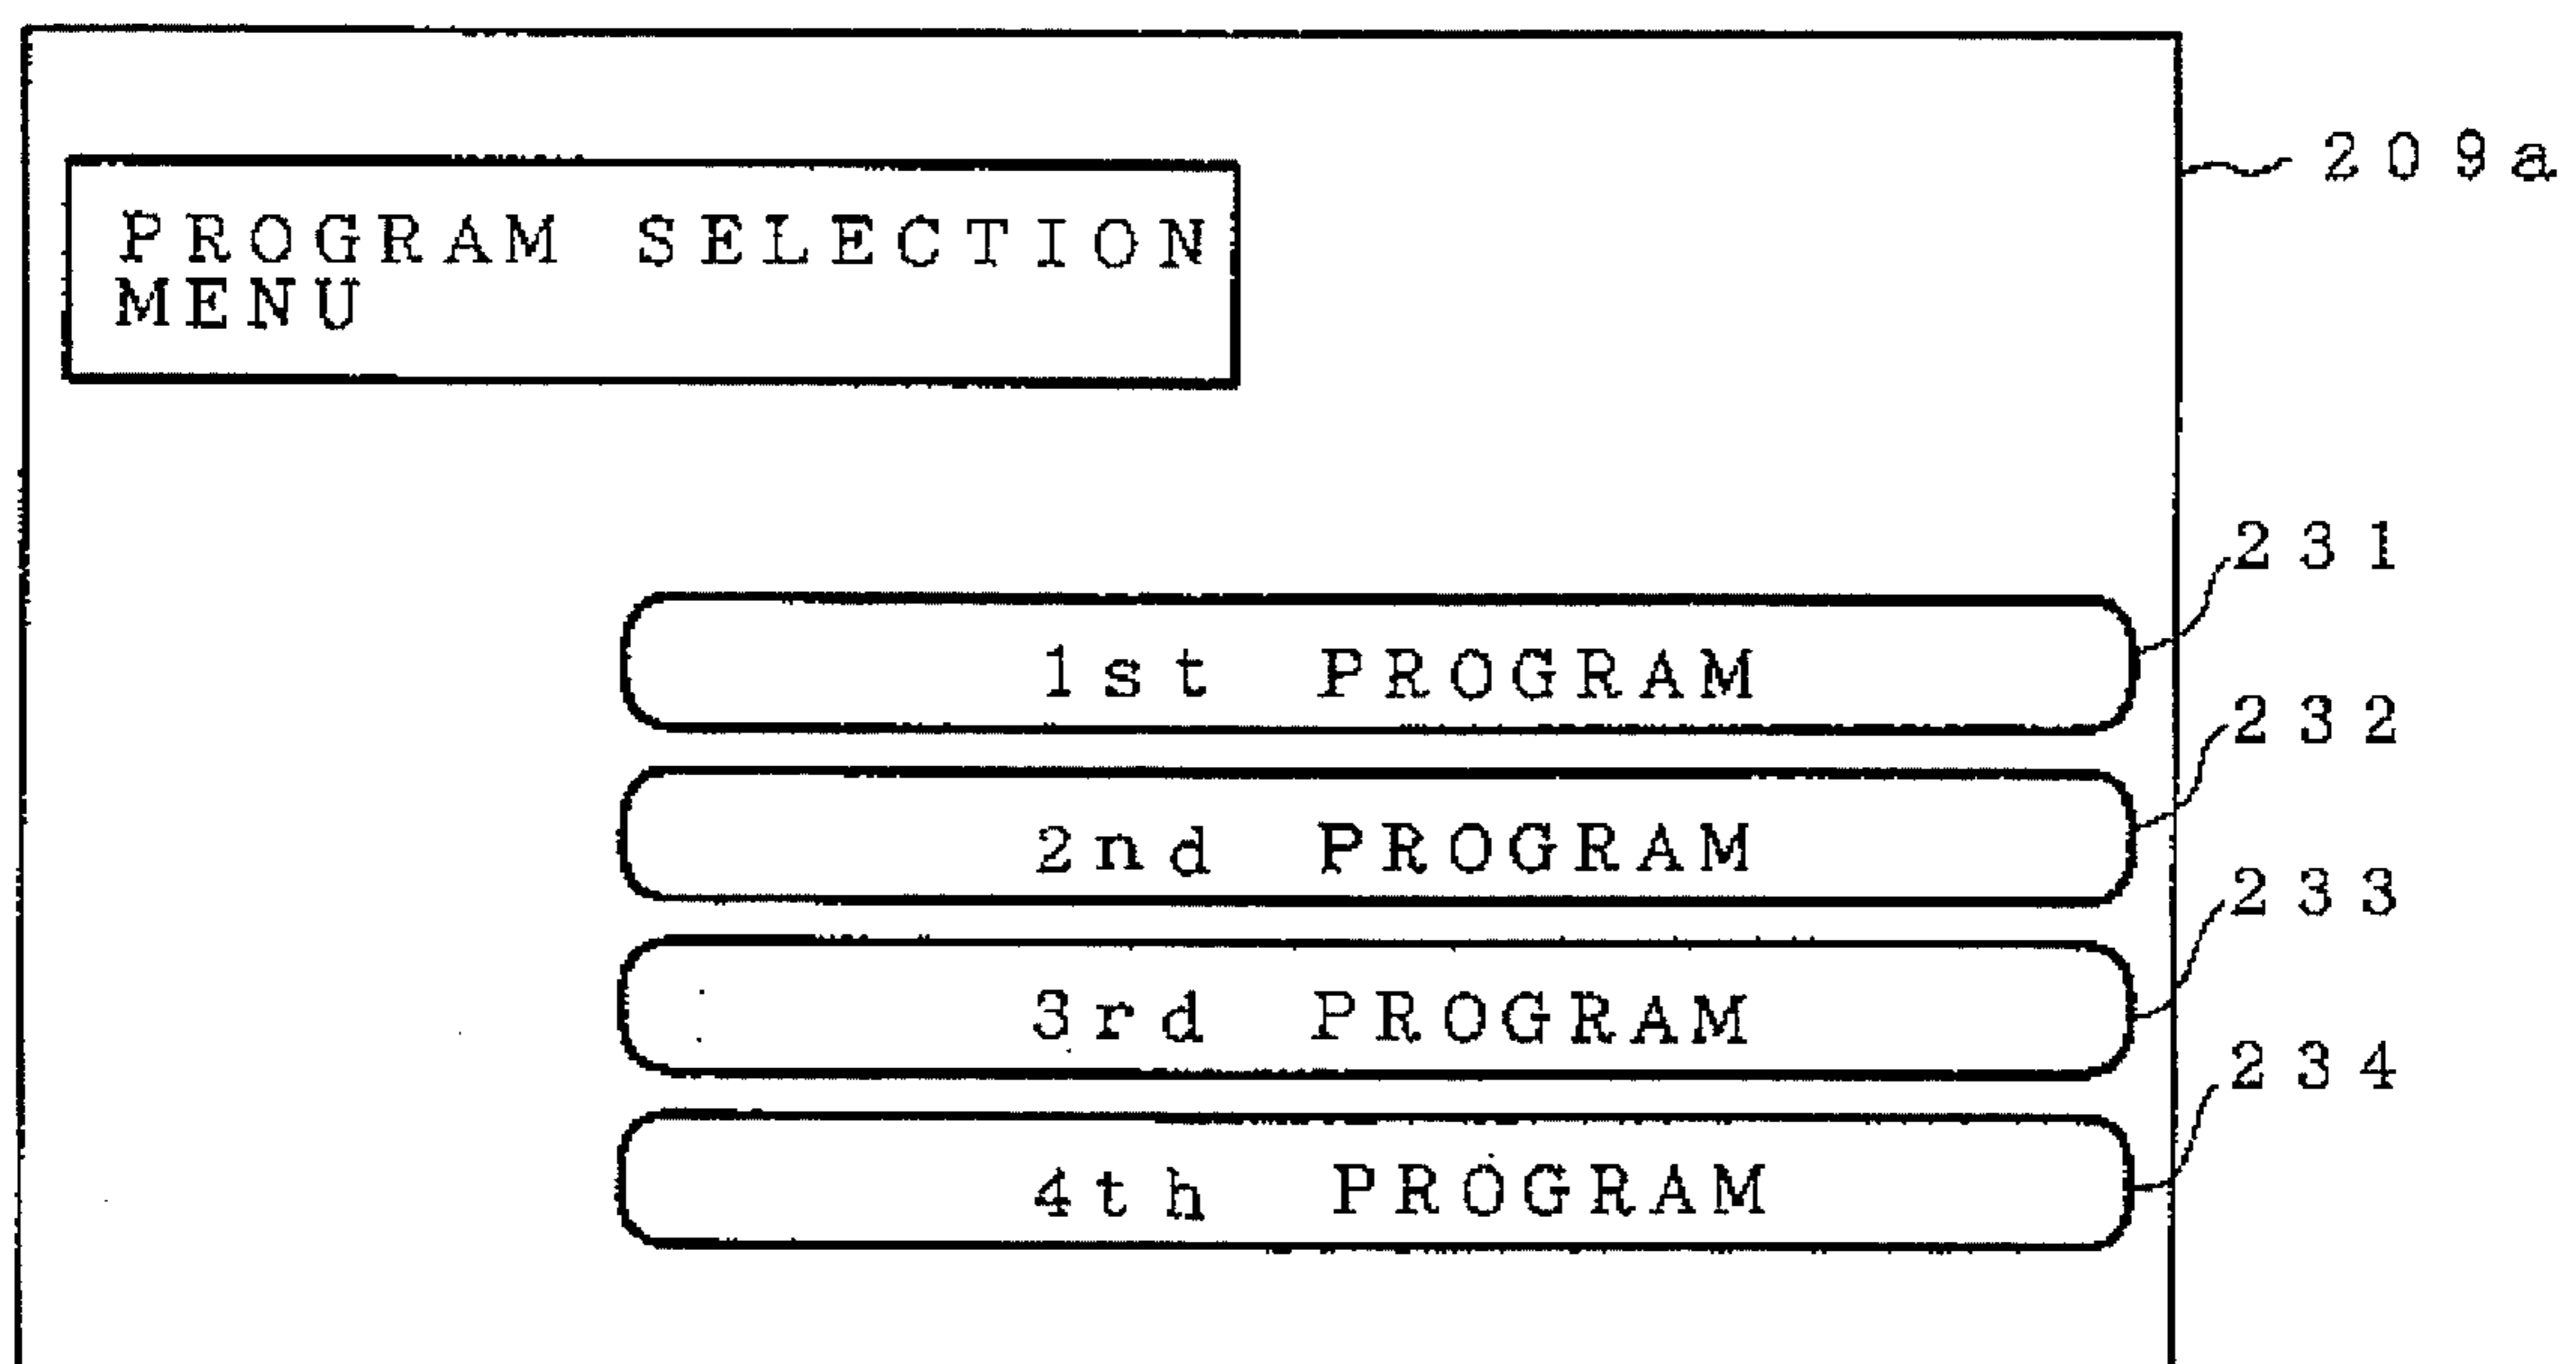 209a
PROGRAM SELECTION
MENU
231
1st PROGRAM
232
2nd PROGRAM
233
3rd PROGRAM
234
4th PROGRAM